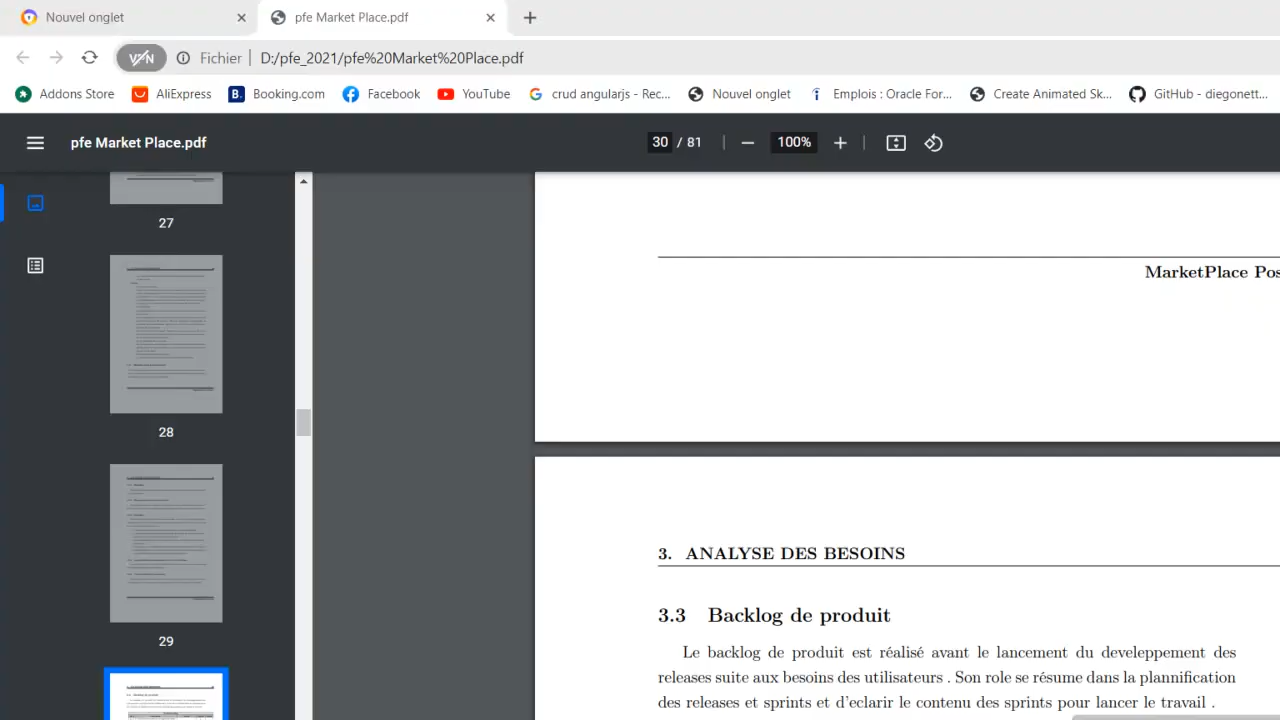 Nouvel onglet
pfe Market Place.pdf
VPN
Fichier
D:/pfe_2021/pfe%20Market%20Place.pdf
Addons Store
AliExpress
B.
Booking.com
Facebook
YouTube
crud angularjs - Rec...
Nouvel onglet
Emplois : Oracle For...
Create Animated Sk...
GitHub - diegonett...
pfe Market Place.pdf
30 / 81
100%
27
28
29
MarketPlace Pos
3. ANALYSE DES BESOINS
3.3 Backlog de produit
Le backlog de produit est réalisé avant le lancement du developpement des
releases suite aux besoins des utilisateurs . Son role se résume dans la plannification
des releases et sprints et définir le contenu des sprints pour lancer le travail .